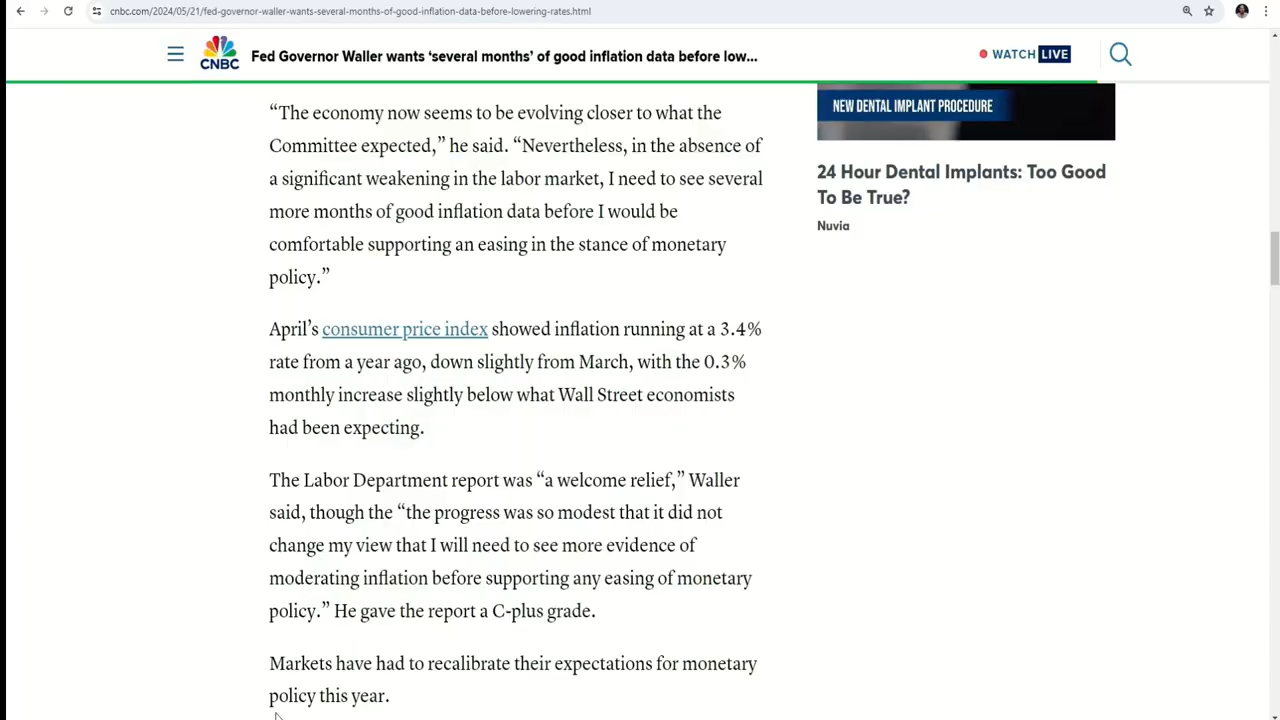 cnbc.com/2024/05/21/fed-governor-waller-wants-several-months-of-good-inflation-data-before-lowering-rates.html
CNBC
Fed Governor Waller wants ‘several months’ of good inflation data before low...
WATCH LIVE
“The economy now seems to be evolving closer to what the
Committee expected,” he said. “Nevertheless, in the absence of
a significant weakening in the labor market, I need to see several
more months of good inflation data before I would be
comfortable supporting an easing in the stance of monetary
policy.”
April’s consumer price index showed inflation running at a 3.4%
rate from a year ago, down slightly from March, with the 0.3%
monthly increase slightly below what Wall Street economists
had been expecting.
The Labor Department report was “a welcome relief,” Waller
said, though the “the progress was so modest that it did not
change my view that I will need to see more evidence of
moderating inflation before supporting any easing of monetary
policy.” He gave the report a C-plus grade.
Markets have had to recalibrate their expectations for monetary
policy this year.
NEW DENTAL IMPLANT PROCEDURE
24 Hour Dental Implants: Too Good
To Be True?
Nuvia